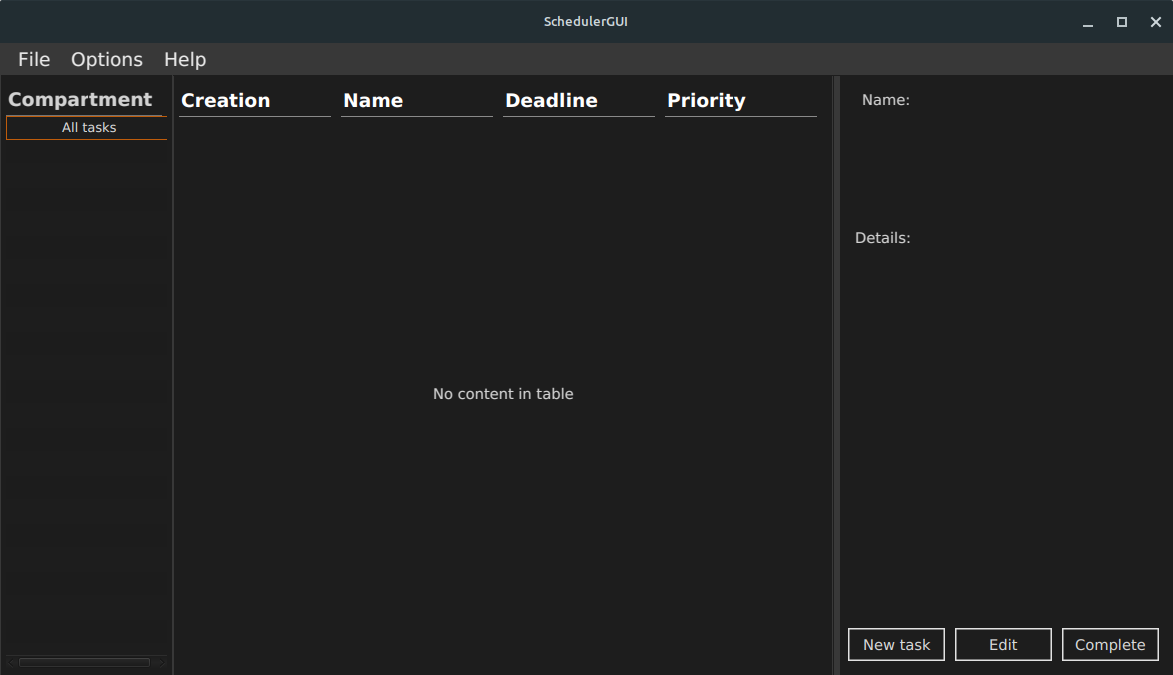 SchedulerGUI
File Options Help
Compartment
All tasks
Creation Name Deadline Priority
No content in table
Name:
Details:
New task Edit Complete